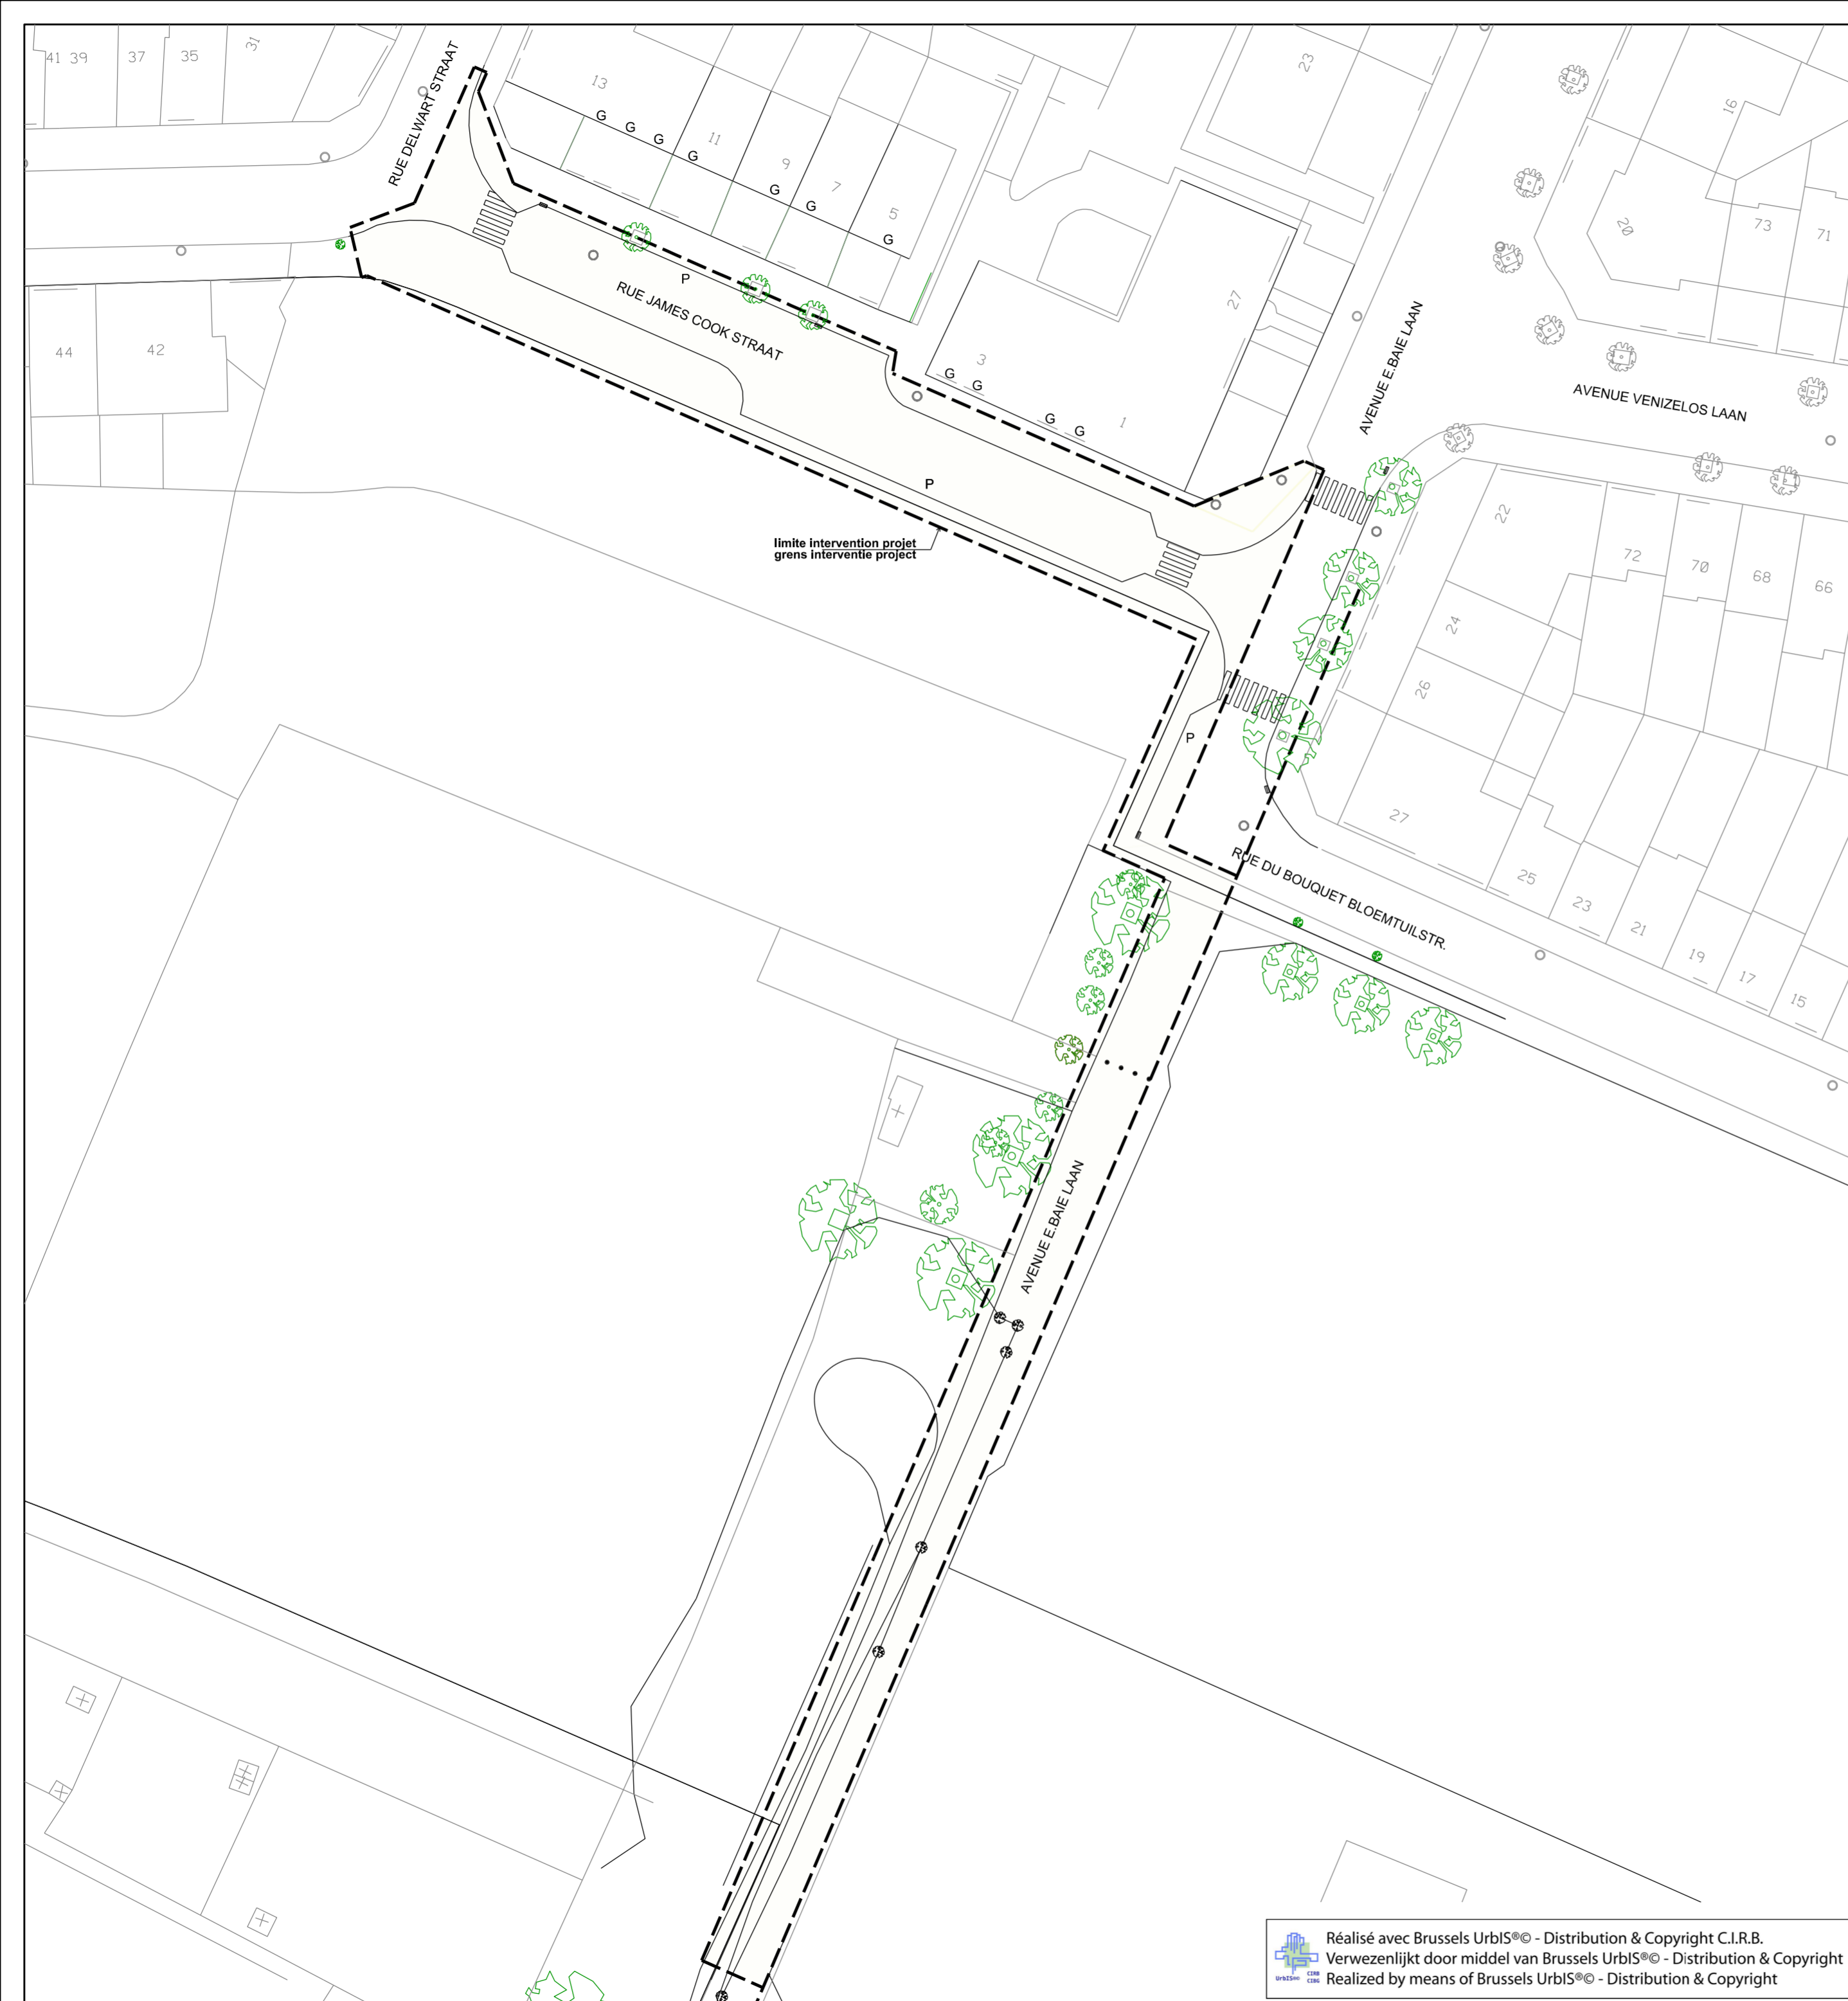 41 39
37
35
31
RUE DELWART STRAAT
13
G G G G G G G
11
9
7
5
23
16
20
73
71
P
RUE JAMES COOK STRAAT
44
42
27
3
G G G G
1
AVENUE E.BAIE LAAN
AVENUE VENIZELOS LAAN
P
limite intervention projet
grens interventie project
22
72
70
68
66
24
26
P
27
RUE DU BOUQUET BLOEMTUILSTR.
25
23
21
19
17
15
AVENUE E.BAIE LAAN
Réalisé avec Brussels UrbIS®© - Distribution & Copyright C.I.R.B.
Verwezenlijkt door middel van Brussels UrbIS®© - Distribution & Copyright
Realized by means of Brussels UrbIS®© - Distribution & Copyright
UrbIS®© CIRB
CIBG